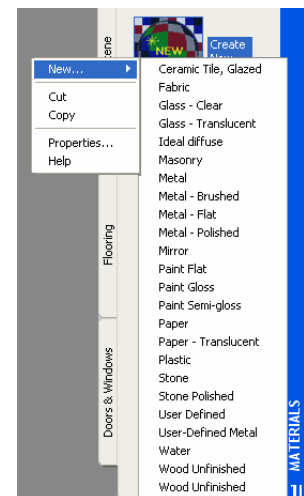 cene
NEW
Create
New...
New...
Cut
Copy
Properties...
Help
Ceramic Tile, Glazed
Fabric
Glass - Clear
Glass - Translucent
Ideal diffuse
Masonry
Metal
Metal - Brushed
Metal - Flat
Metal - Polished
Mirror
Paint Flat
Paint Gloss
Paint Semi-gloss
Paper
Paper - Translucent
Plastic
Stone
Stone Polished
User Defined
User-Defined Metal
Water
Wood Unfinished
Wood Unfinished
Flooring
Doors & Windows
MATERIALS